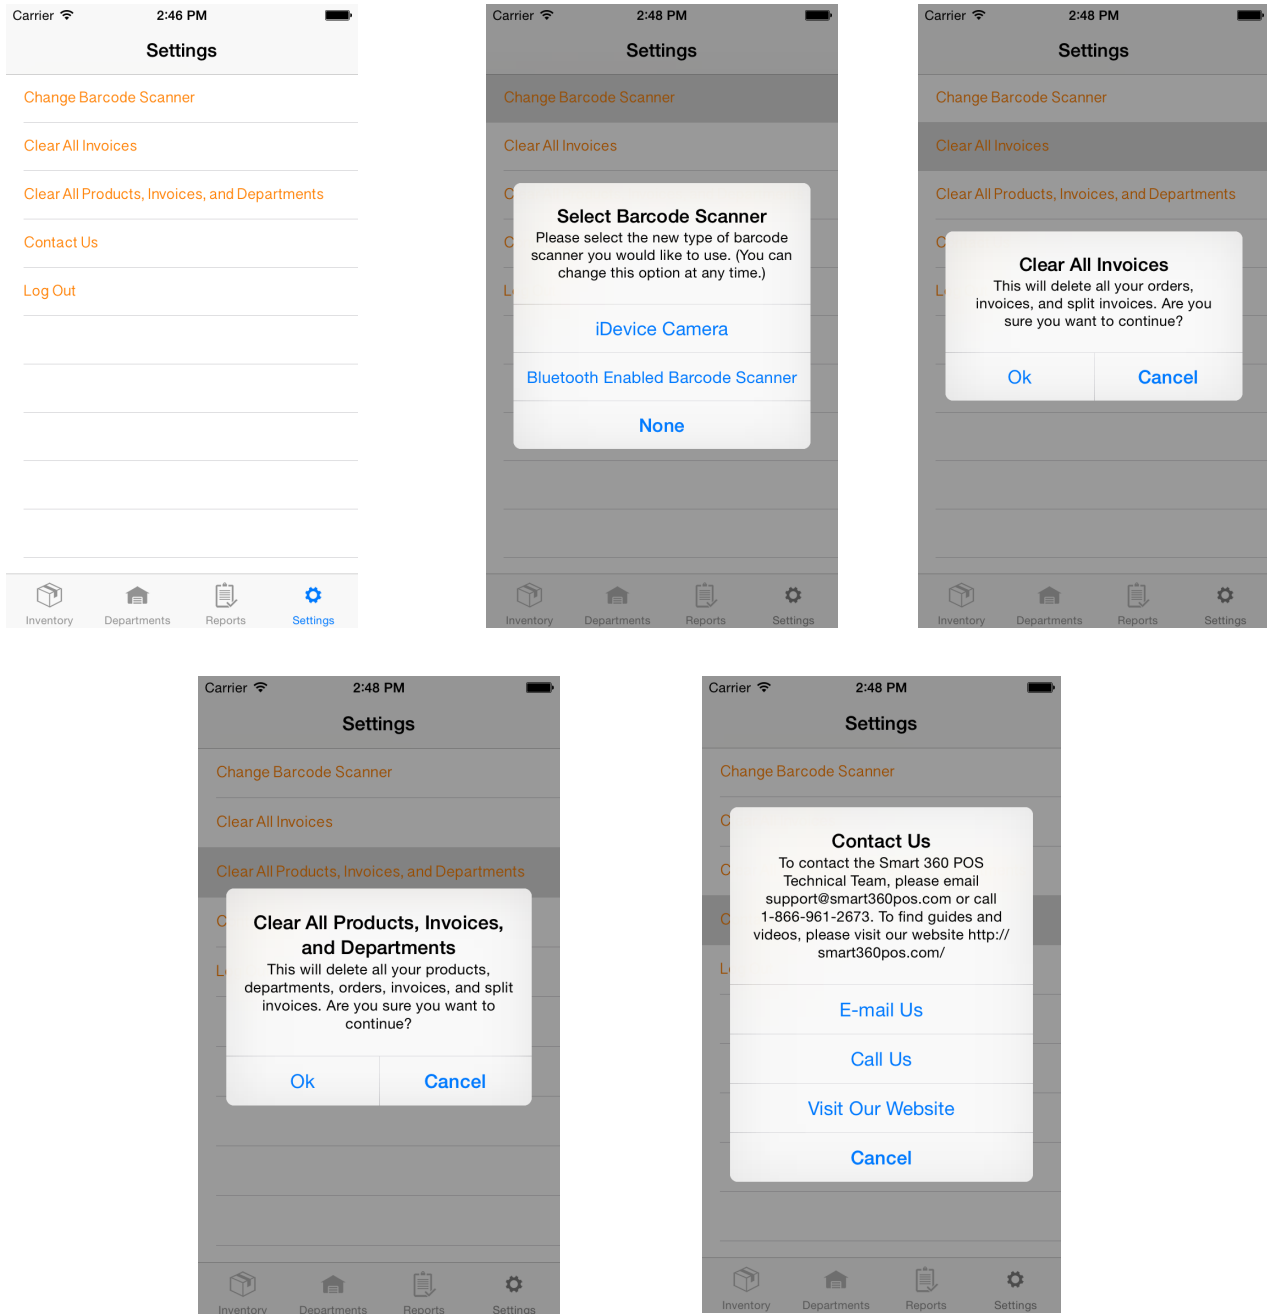 Carrier 2:46 PM
Settings
Change Barcode Scanner
Clear All Invoices
Clear All Products, Invoices, and Departments
Contact Us
Log Out
Inventory Departments Reports Settings
Carrier 2:48 PM
Settings
Change Barcode Scanner
Clear All Invoices
C
C
L
Select Barcode Scanner
Please select the new type of barcode
scanner you would like to use. (You can
change this option at any time.)
iDevice Camera
Bluetooth Enabled Barcode Scanner
None
Inventory Departments Reports Settings
Carrier 2:48 PM
Settings
Change Barcode Scanner
Clear All Invoices
Clear All Products, Invoices, and Departments
C
L
Clear All Invoices
This will delete all your orders,
invoices, and split invoices. Are you
sure you want to continue?
Ok Cancel
Inventory Departments Reports Settings
Carrier 2:48 PM
Settings
Change Barcode Scanner
Clear All Invoices
Clear All Products, Invoices, and Departments
C
L
Clear All Products, Invoices,
and Departments
This will delete all your products,
departments, orders, invoices, and split
invoices. Are you sure you want to
continue?
Ok Cancel
Inventory Departments Reports Settings
Carrier 2:48 PM
Settings
Change Barcode Scanner
C
C
C
L
Contact Us
To contact the Smart 360 POS
Technical Team, please email
support@smart360pos.com or call
1-866-961-2673. To find guides and
videos, please visit our website http://
smart360pos.com/
E-mail Us
Call Us
Visit Our Website
Cancel
Inventory Departments Reports Settings